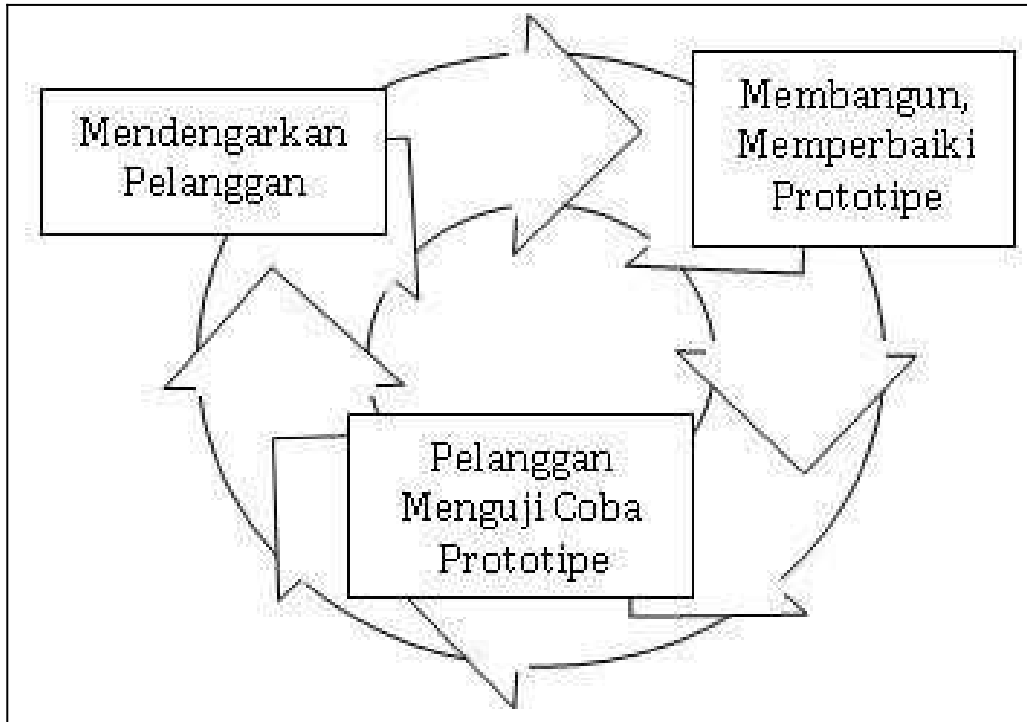 Mendengarkan
Pelanggan
Membangun,
Memperbaiki
Prototipe
Pelanggan
Menguji Coba
Prototipe